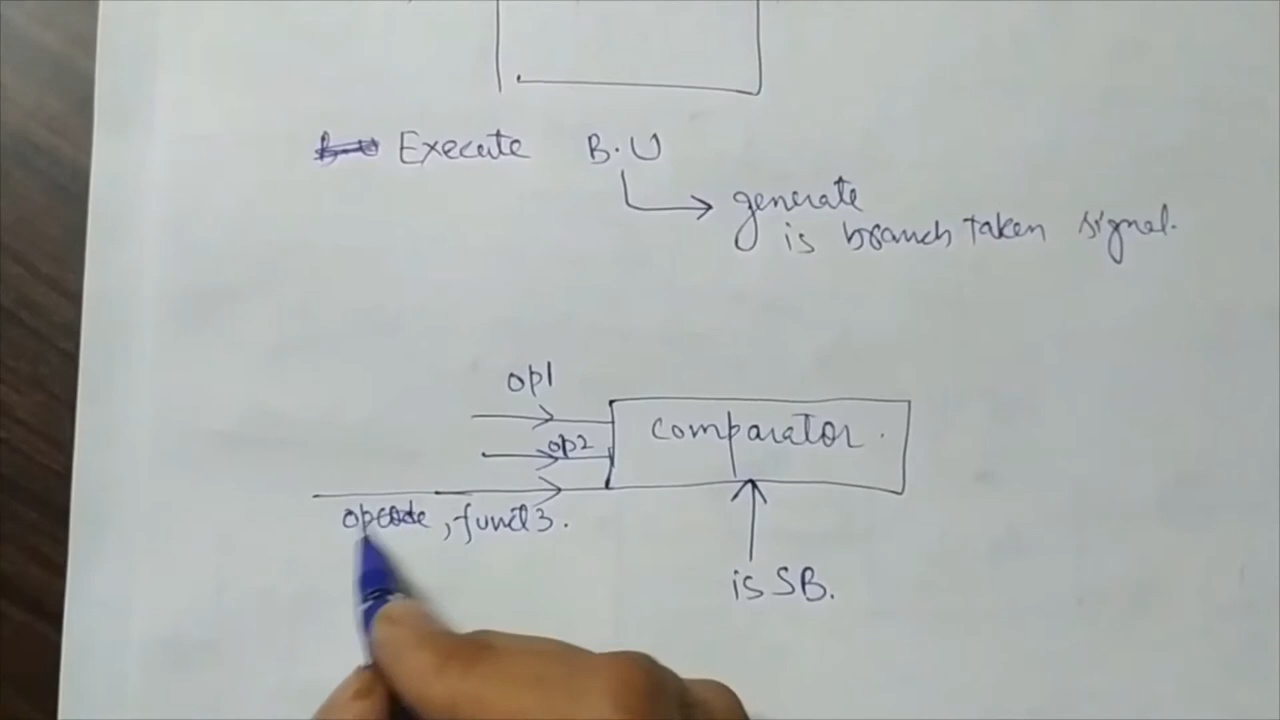 Execute B.U
generate
is branch taken signal.
op1
comparator.
op2
opcode, funct3.
is SB.